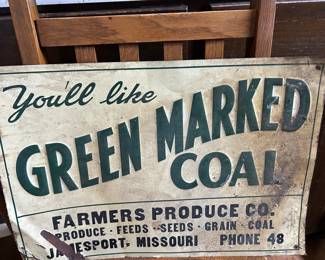 You'll like
GREEN MARKED
COAL
FARMERS PRODUCE CO.
PRODUCE - FEEDS - SEEDS - GRAIN - COAL
JAMESPORT, MISSOURI PHONE 48